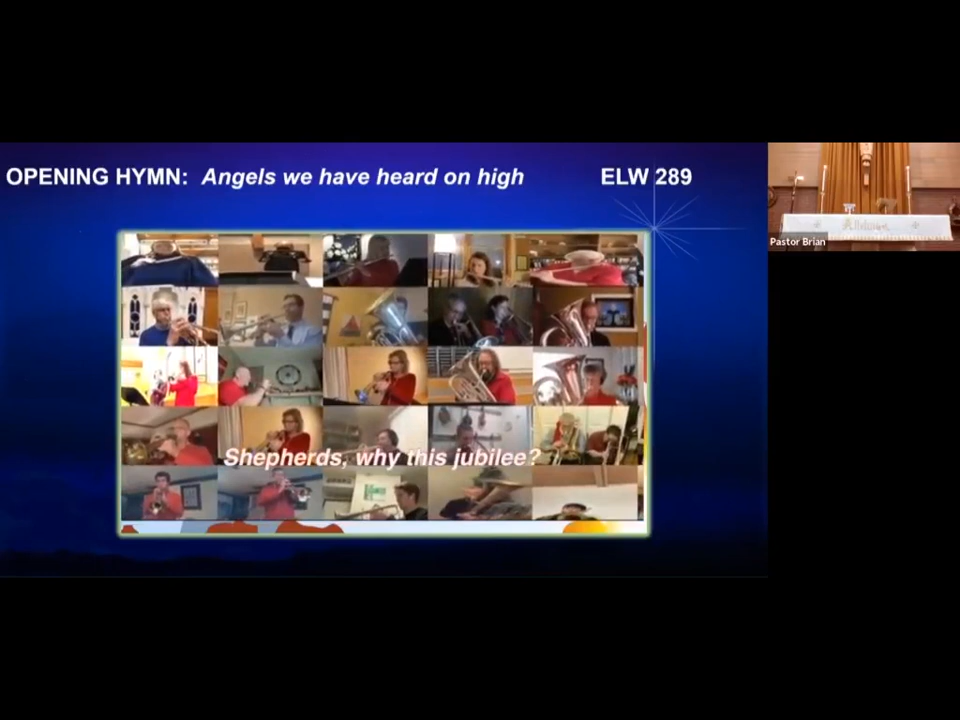 OPENING HYMN: Angels we have heard on high ELW 289
Pastor Brian
Shepherds, why this jubilee?